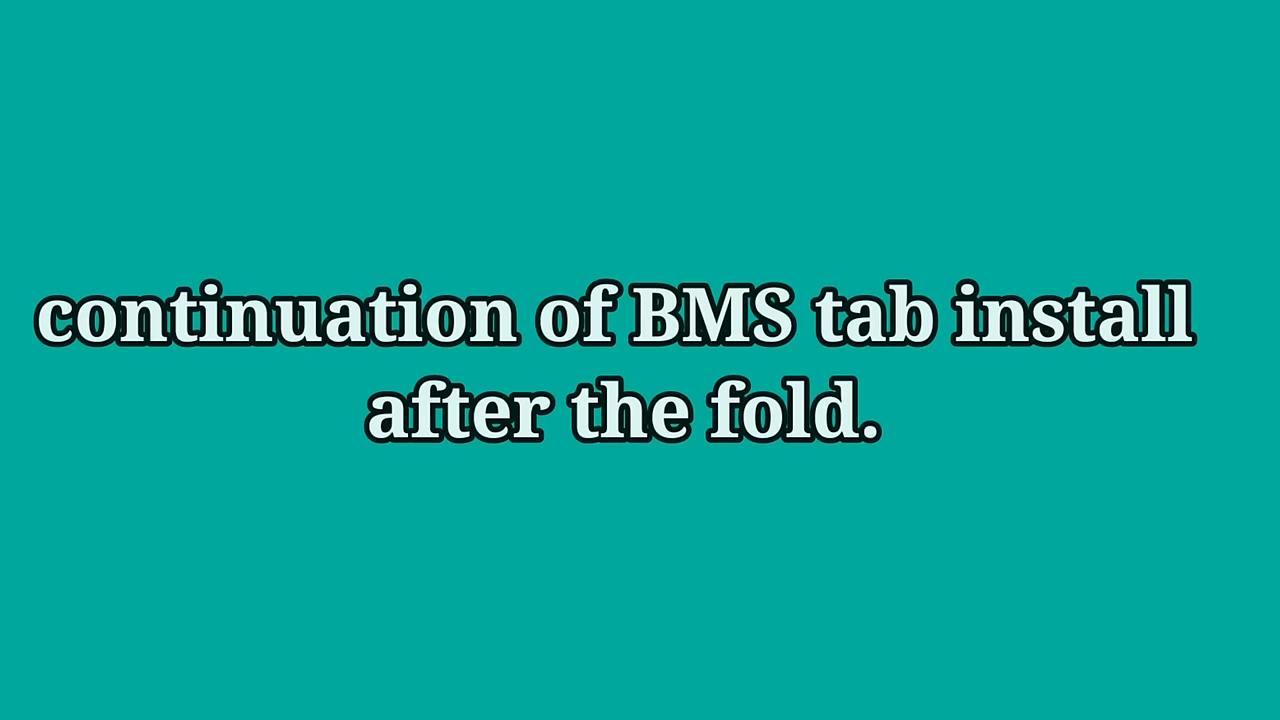 continuation of BMS tab install
after the fold.